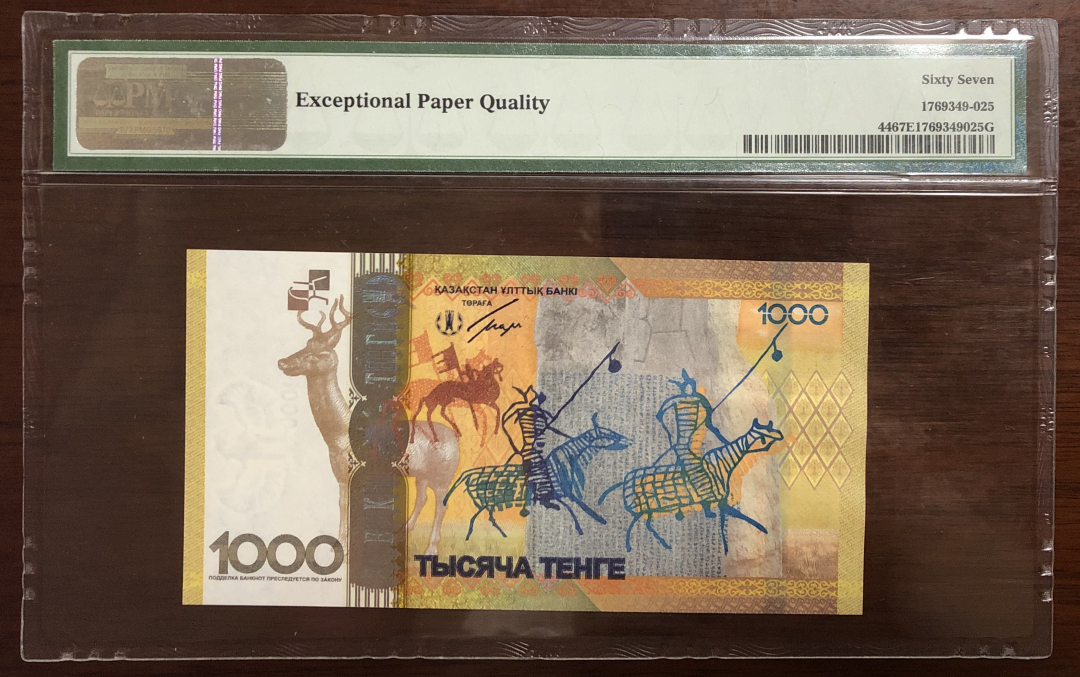 PMG
Exceptional Paper Quality
Sixty Seven
1769349-025
4467E1769349025G
ҚАЗАҚСТАН ҰЛТТЫҚ БАНКІ
ТӨРАҒА
1000
1000
ПОДДЕЛКА БАНКНОТ ПРЕСЛЕДУЕТСЯ ПО ЗАКОНУ
ТЫСЯЧА ТЕНГЕ